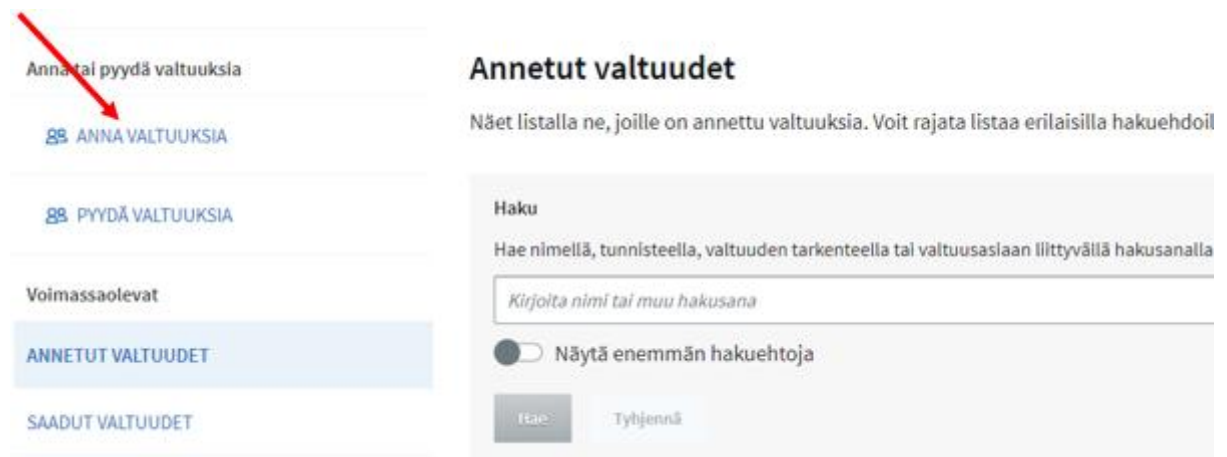 Anna tai pyydä valtuuksia
ANNA VALTUUKSIA
PYYDÄ VALTUUKSIA
Voimassaolevat
ANNETUT VALTUUDET
SAADUT VALTUUDET
Annetut valtuudet
Näet listalla ne, joille on annettu valtuuksia. Voit rajata listaa erilaisilla hakuehdoil
Haku
Hae nimellä, tunnisteella, valtuuden tarkenteella tai valtuusasiaan liittyvällä hakusanalla
Kirjoita nimi tai muu hakusana
Näytä enemmän hakuehtoja
Hae
Tyhjennä